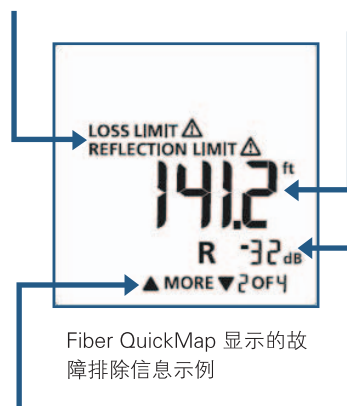 LOSS LIMIT ⚠
REFLECTION LIMIT ⚠
141.2 ft
R -32 dB
▲ MORE ▼ 2 OF 4
Fiber QuickMap 显示的故
障排除信息示例